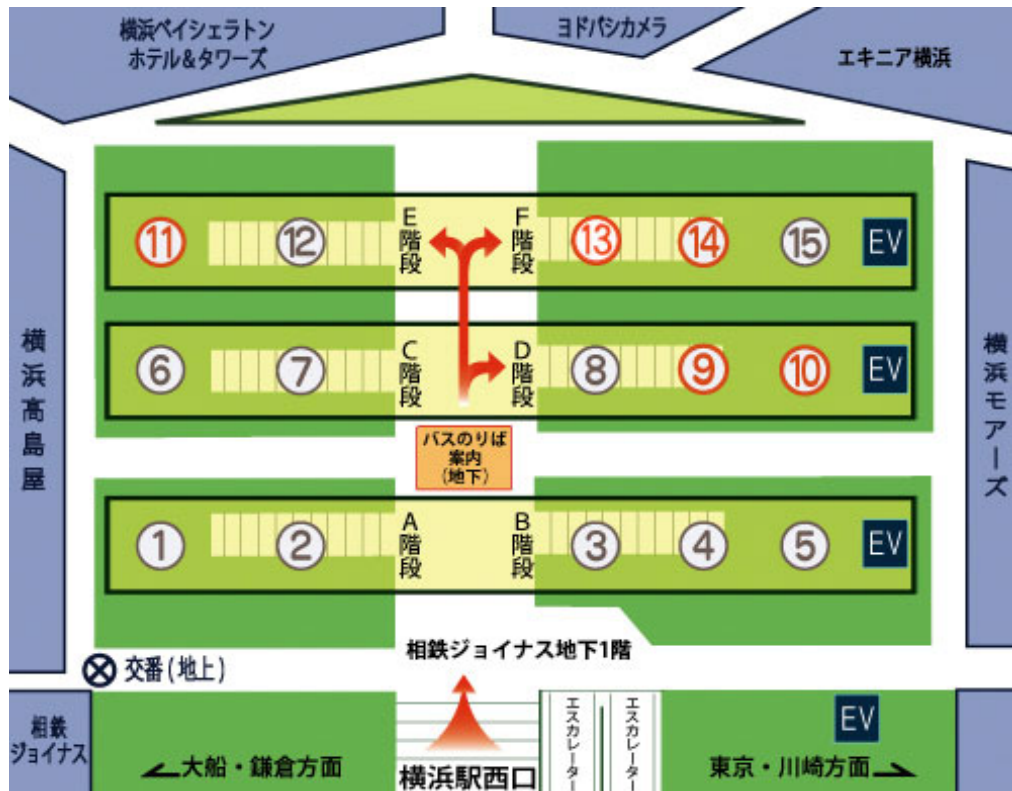 横浜ベイシェラトン
ホテル&タワーズ
ヨドバシカメラ
エキニア横浜
⑪
⑫
E階段
F階段
⑬
⑭
⑮
EV
横浜高島屋
⑥
⑦
C階段
D階段
⑧
⑨
⑩
EV
横浜モアーズ
バスのりば
案内
(地下)
①
②
A階段
B階段
③
④
⑤
EV
相鉄ジョイナス地下1階
交番(地上)
相鉄
ジョイナス
←大船・鎌倉方面
横浜駅西口
エスカレーター
エスカレーター
EV
東京・川崎方面→